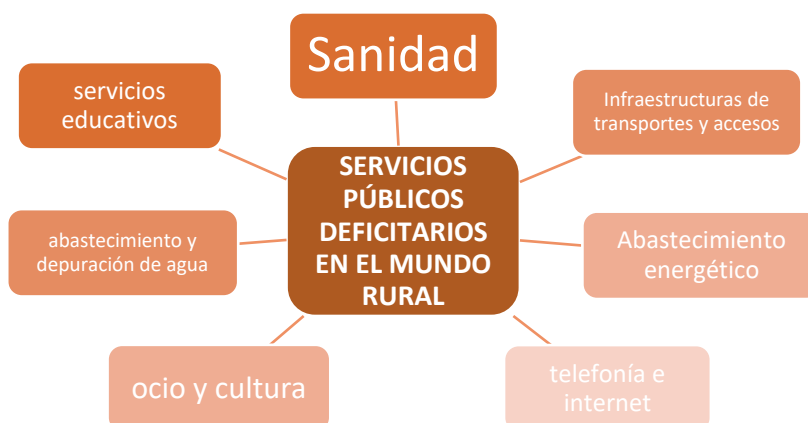 Sanidad
servicios
educativos
Infraestructuras de
transportes y accesos
SERVICIOS
PÚBLICOS
DEFICITARIOS
EN EL MUNDO
RURAL
abastecimiento y
depuración de agua
Abastecimiento
energético
ocio y cultura
telefonía e
internet